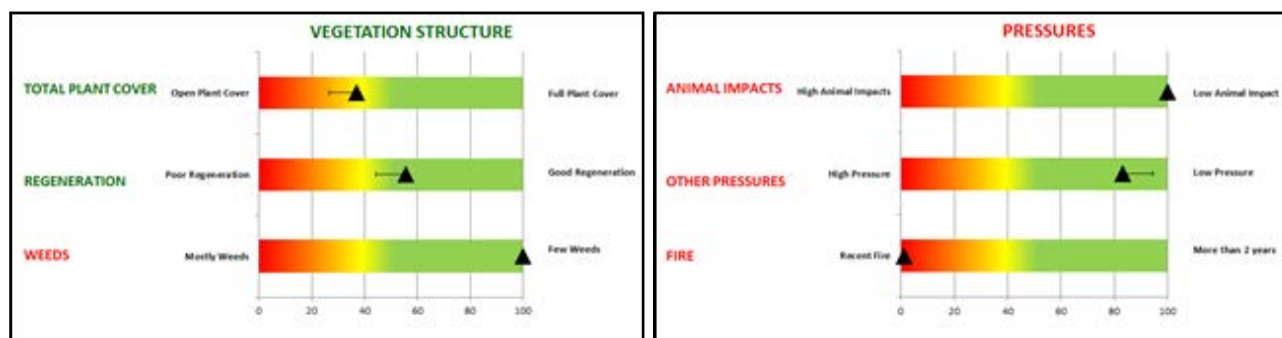 VEGETATION STRUCTURE
TOTAL PLANT COVER Open Plant Cover Full Plant Cover
REGENERATION Poor Regeneration Good Regeneration
WEEDS Mostly Weeds Few Weeds
0 20 40 60 80 100
PRESSURES
ANIMAL IMPACTS High Animal Impacts Low Animal Impact
OTHER PRESSURES High Pressure Low Pressure
FIRE Recent Fire More than 2 years
0 20 40 60 80 100